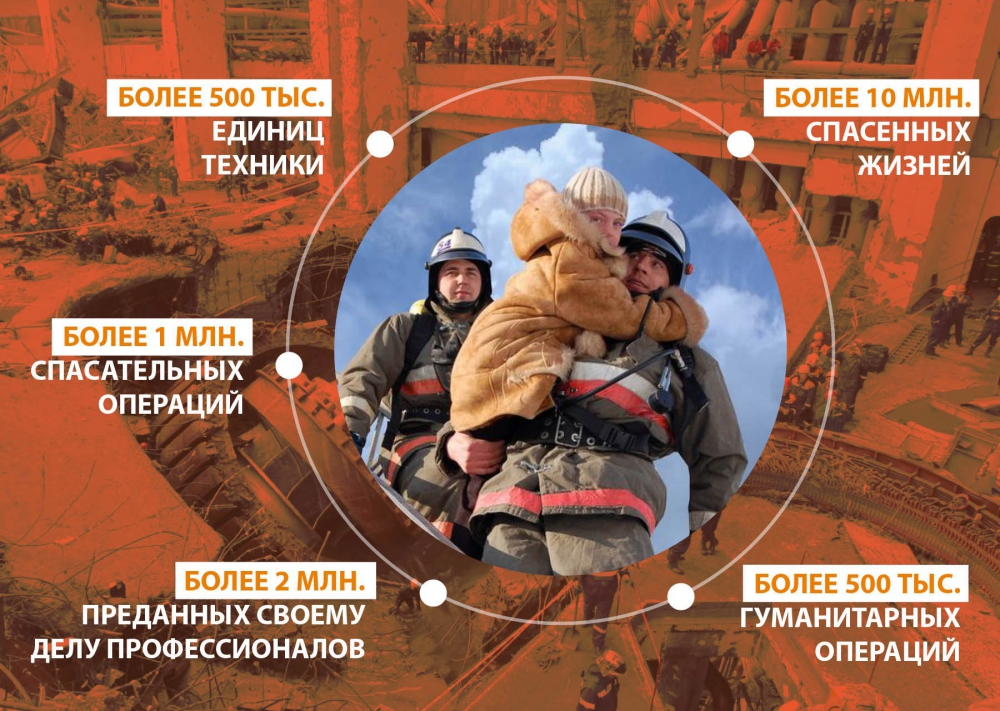 БОЛЕЕ 500 ТЫС.
ЕДИНИЦ
ТЕХНИКИ
БОЛЕЕ 10 МЛН.
СПАСЕННЫХ
ЖИЗНЕЙ
БОЛЕЕ 1 МЛН.
СПАСАТЕЛЬНЫХ
ОПЕРАЦИЙ
БОЛЕЕ 2 МЛН.
ПРЕДАННЫХ СВОЕМУ
ДЕЛУ ПРОФЕССИОНАЛОВ
БОЛЕЕ 500 ТЫС.
ГУМАНИТАРНЫХ
ОПЕРАЦИЙ